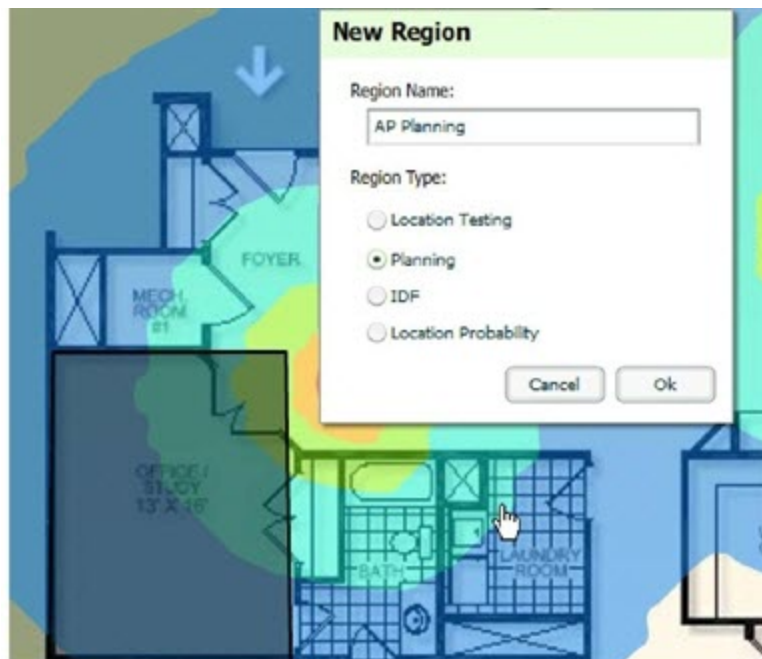 New Region
Region Name:
AP Planning
Region Type:
Location Testing
Planning
IDF
Location Probability
Cancel
Ok
FOYER
MECH.
ROOM
#1
OFFICE /
STUDY
13' X 16'
BATH
LAUNDRY
ROOM